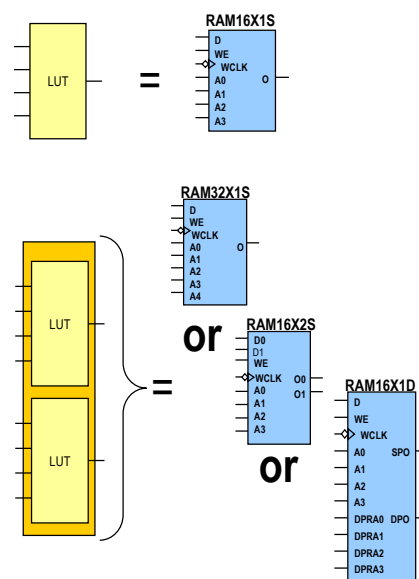 RAM16X1S
D
WE
WCLK
A0 O
A1
A2
A3
LUT
=
RAM32X1S
D
WE
WCLK
A0 O
A1
A2
A3
A4
LUT
LUT
=
or
RAM16X2S
D0
D1
WE
WCLK O0
A0 O1
A1
A2
A3
or
RAM16X1D
D
WE
WCLK
A0 SPO
A1
A2
A3
DPRA0 DPO
DPRA1
DPRA2
DPRA3